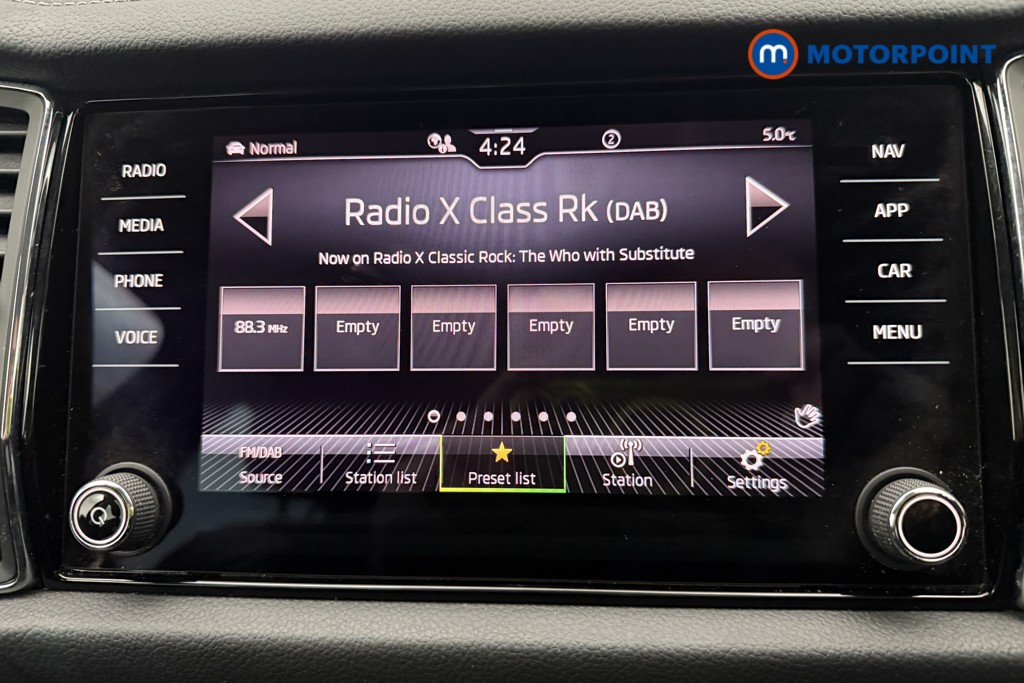 m MOTORPOINT
RADIO
MEDIA
PHONE
VOICE
Normal
4:24
2
5.0°C
Radio X Class Rk (DAB)
Now on Radio X Classic Rock: The Who with Substitute
88.3 MHz
Empty
Empty
Empty
Empty
Empty
FM/DAB
Source
Station list
Preset list
Station
Settings
NAV
APP
CAR
MENU